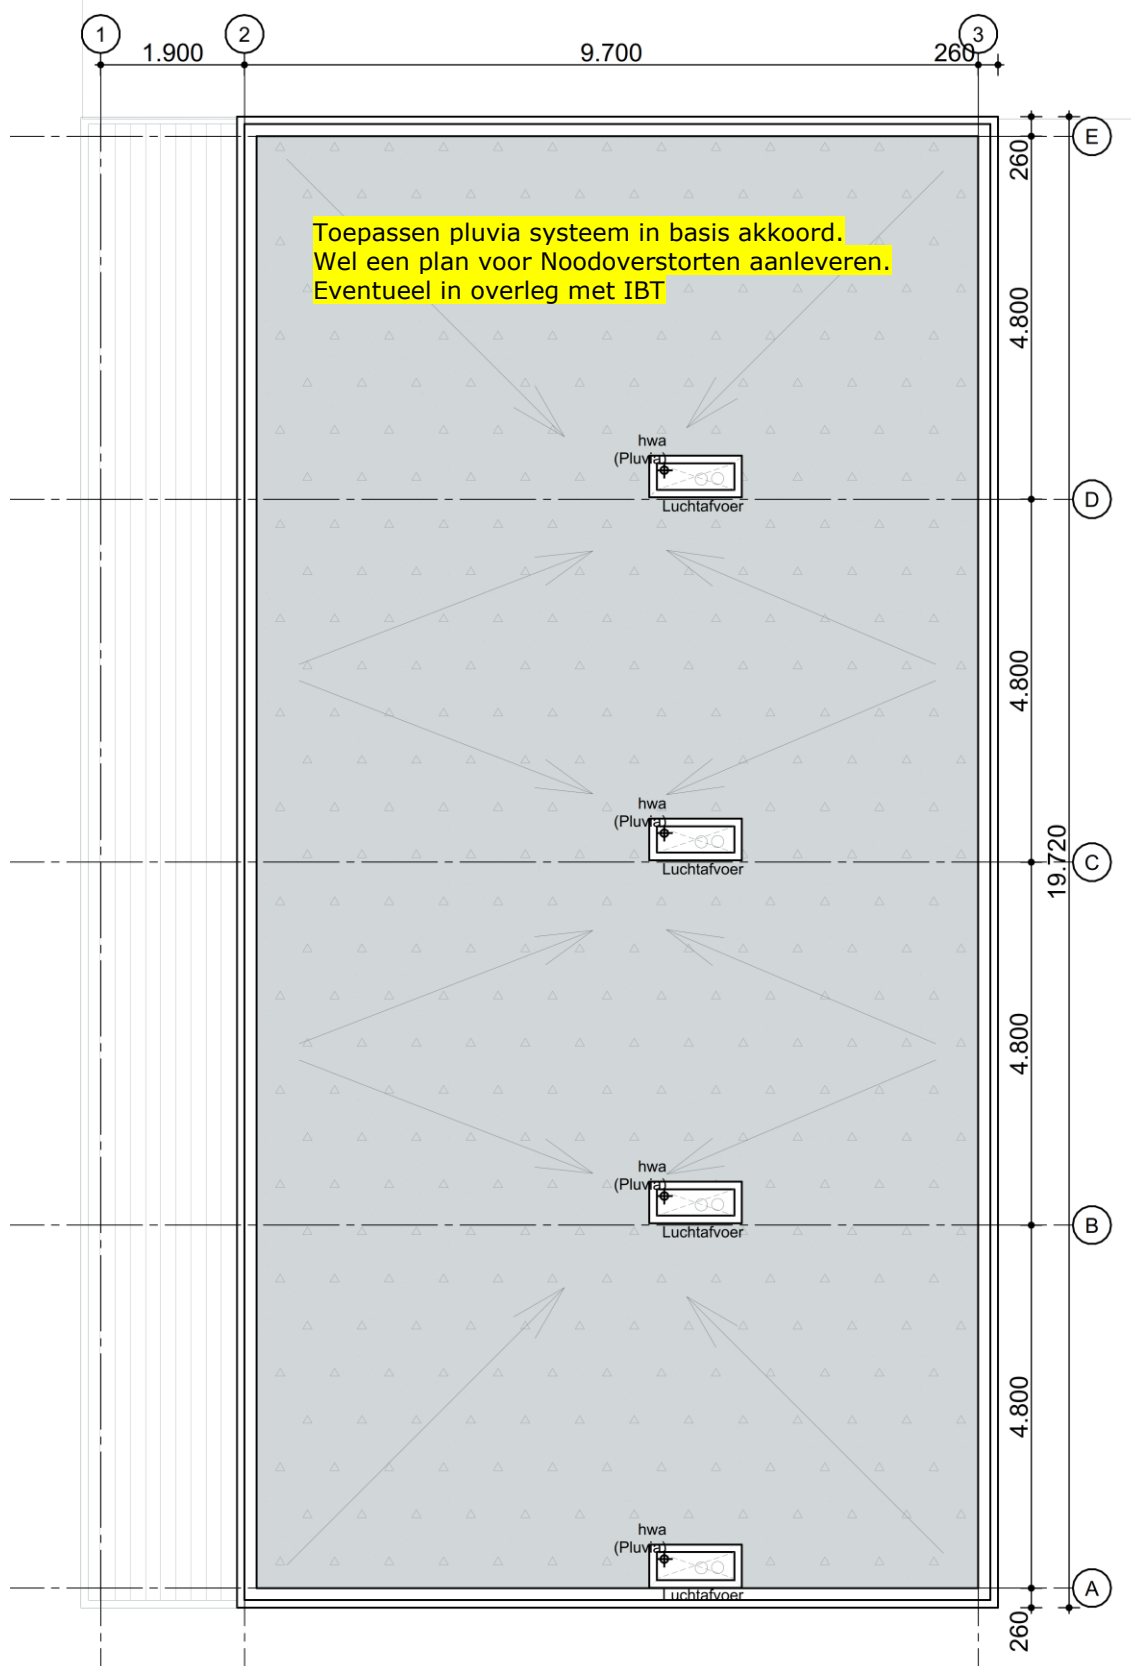 1
2
3
1.900
9.700
260
E
260
Toepassen pluvia systeem in basis akkoord.
Wel een plan voor Noodoverstorten aanleveren.
Eventueel in overleg met IBT
4.800
hwa
(Pluvia)
Luchtafvoer
D
4.800
hwa
(Pluvia)
Luchtafvoer
C
19.720
4.800
hwa
(Pluvia)
Luchtafvoer
B
4.800
hwa
(Pluvia)
Luchtafvoer
A
260